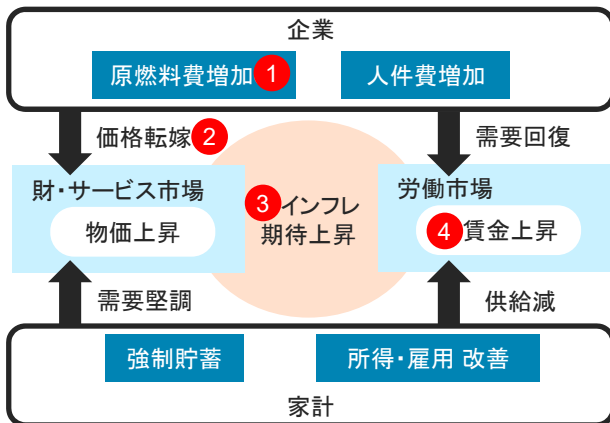 企業
原燃料費増加 1
人件費増加
価格転嫁 2
需要回復
財・サービス市場
労働市場
3 インフレ
期待上昇
物価上昇
4 賃金上昇
需要堅調
供給減
強制貯蓄
所得・雇用 改善
家計